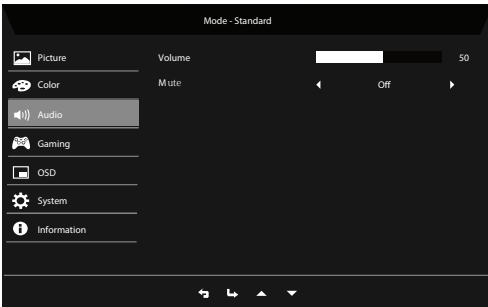 Mode - Standard
Picture
Volume 50
Color
Mute Off
Audio
Gaming
OSD
System
Information